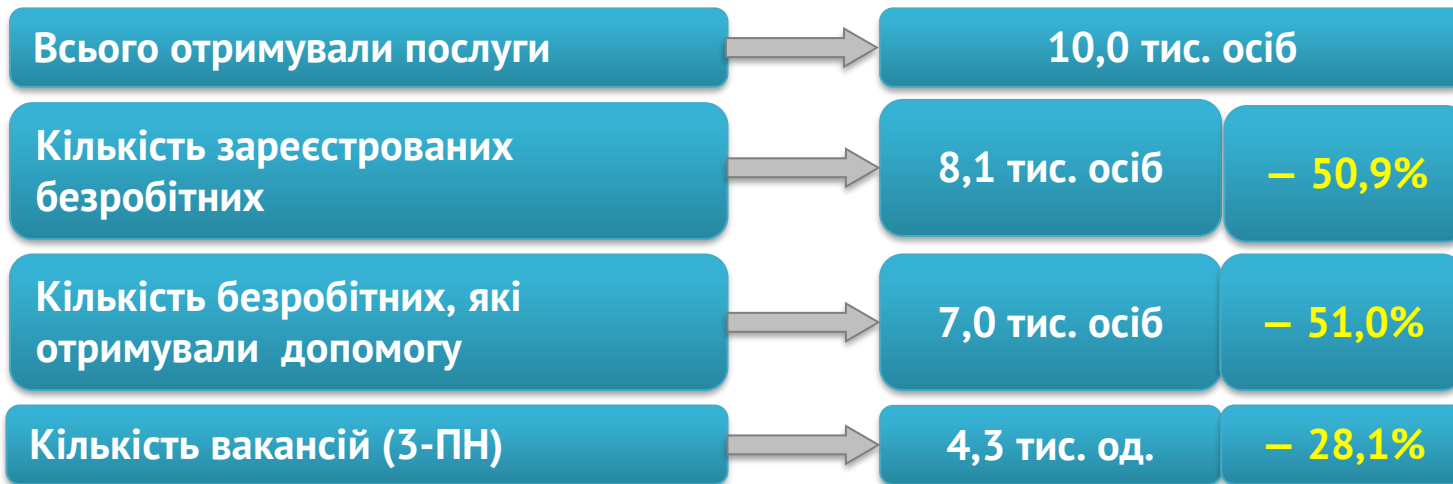 Всього отримували послуги
10,0 тис. осіб
Кількість зареєстрованих
безробітних
8,1 тис. осіб
— 50,9%
Кількість безробітних, які
отримували допомогу
7,0 тис. осіб
— 51,0%
Кількість вакансій (3-ПН)
4,3 тис. од.
— 28,1%